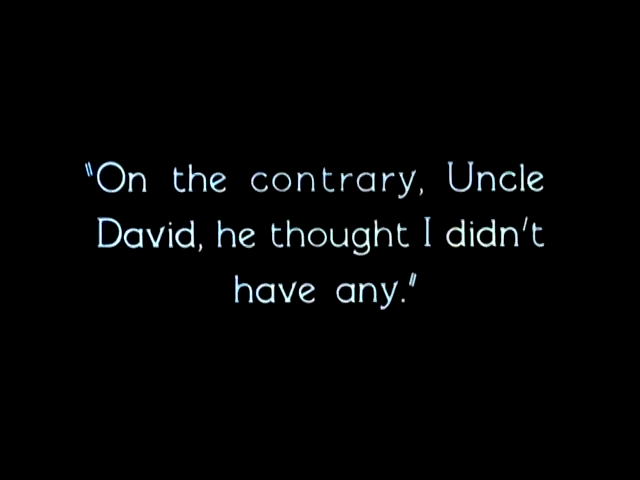 "On the contrary, Uncle
David, he thought I didn't
have any."